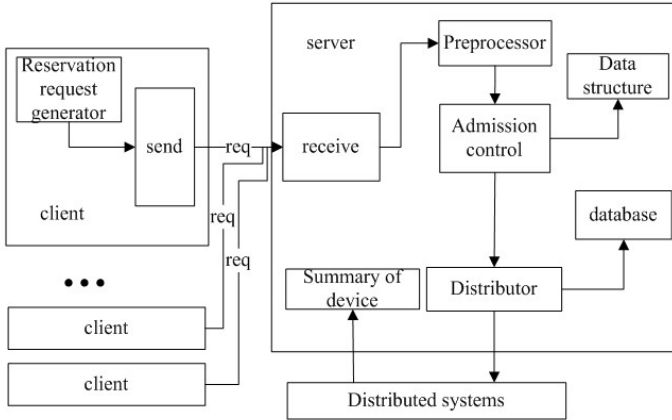 Reservation
request
generator
send
client
req
req
req
client
client
server
receive
Preprocessor
Admission
control
Data
structure
database
Distributor
Summary of
device
Distributed systems